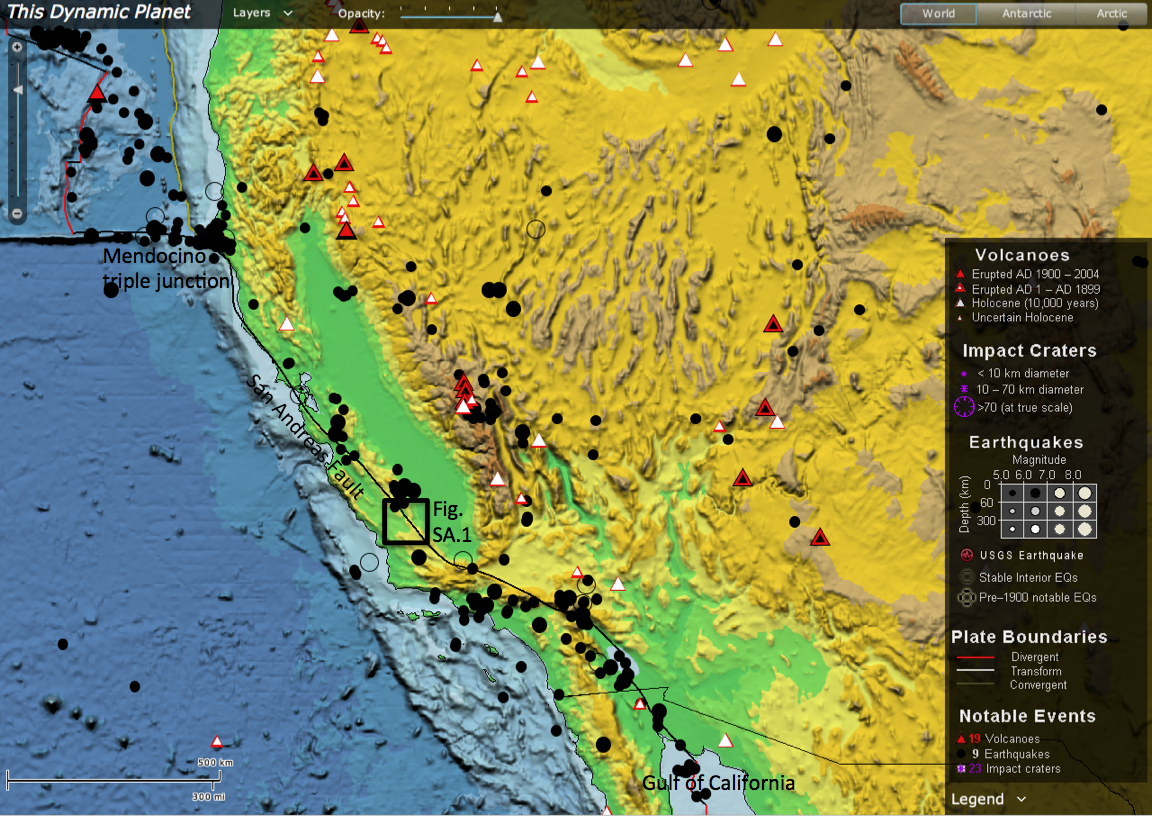 This Dynamic Planet
Layers
Opacity:
World
Antarctic
Arctic
Mendocino
triple junction
San Andreas Fault
Fig.
SA.1
Gulf of California
500 km
300 mi
Volcanoes
Erupted AD 1900 – 2004
Erupted AD 1 – AD 1899
Holocene (10,000 years)
Uncertain Holocene
Impact Craters
< 10 km diameter
10 – 70 km diameter
>70 (at true scale)
Earthquakes
Magnitude
5.0 6.0 7.0 8.0
Depth (km)
0
60
300
USGS Earthquake
Stable Interior EQs
Pre–1900 notable EQs
Plate Boundaries
Divergent
Transform
Convergent
Notable Events
19 Volcanoes
9 Earthquakes
23 Impact craters
Legend